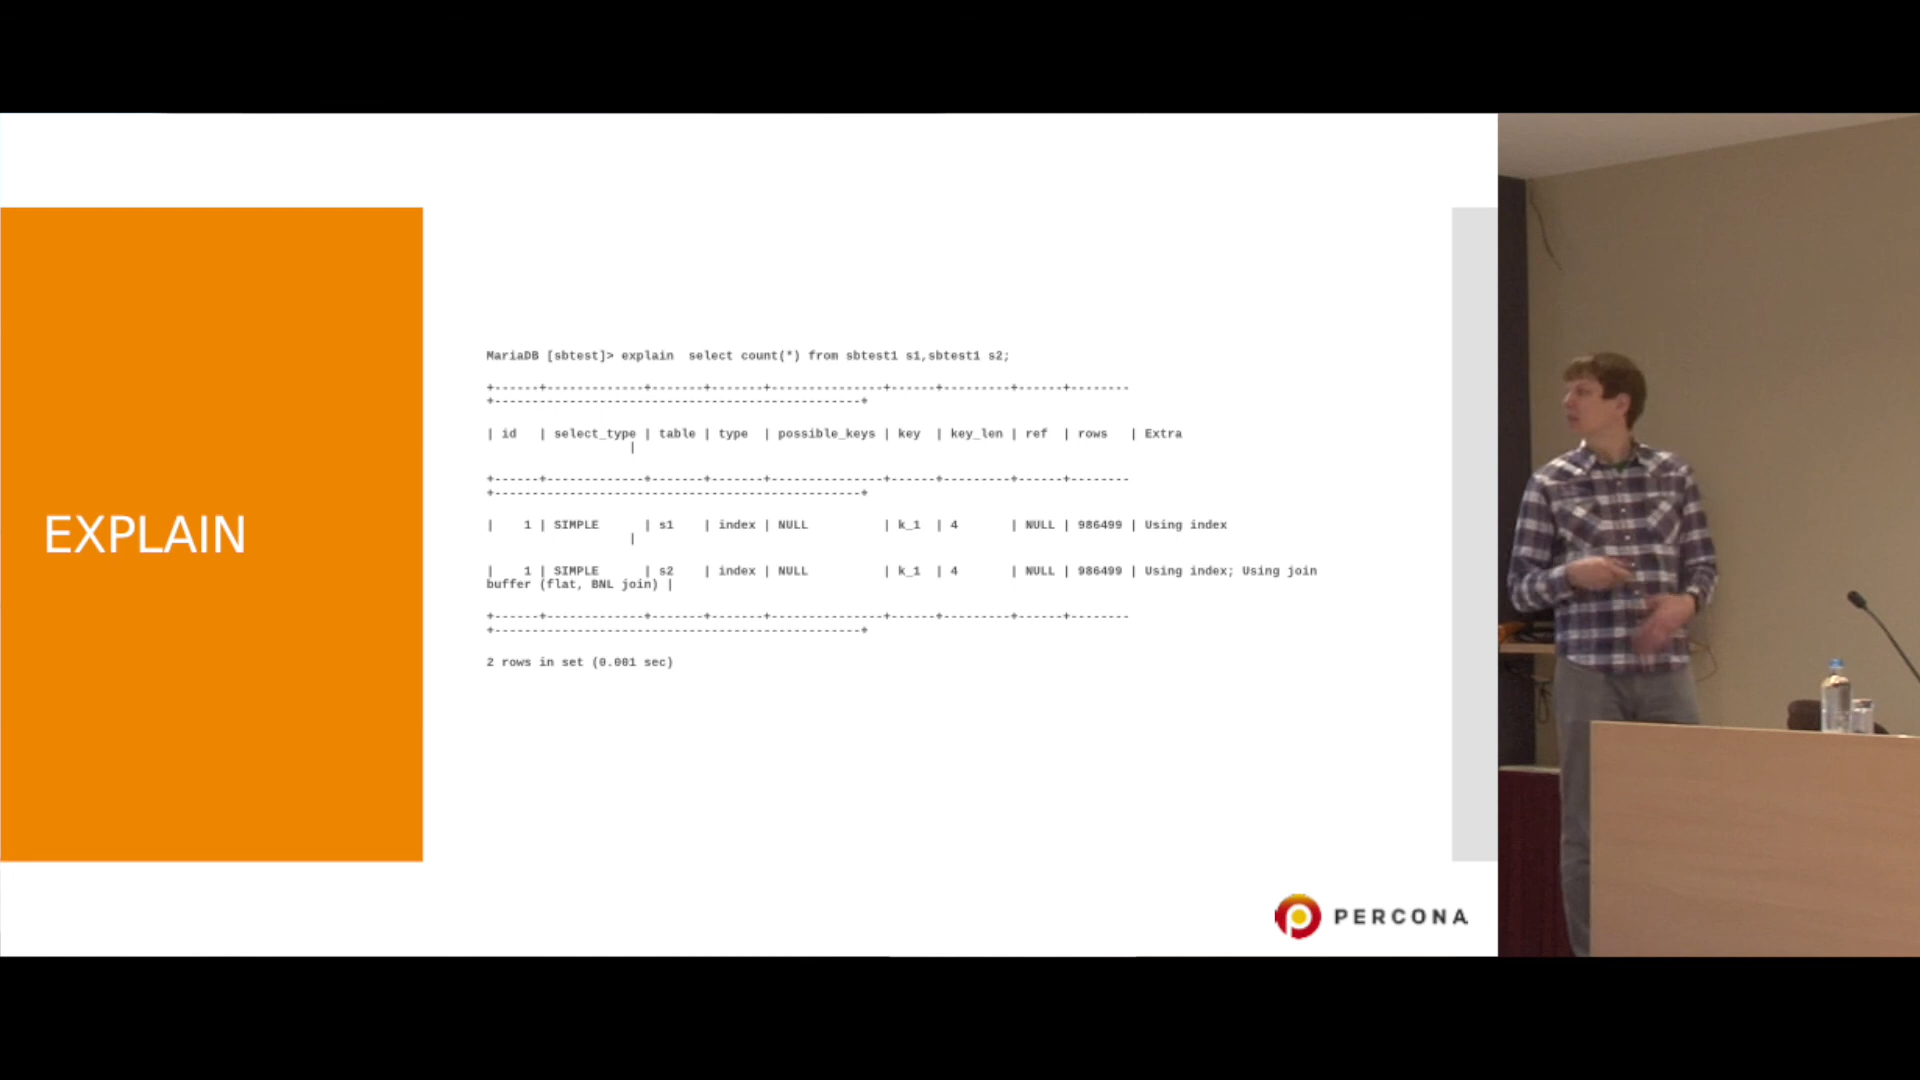 EXPLAIN
MariaDB [sbtest]> explain  select count(*) from sbtest1 s1,sbtest1 s2;
+------+-------------+-------+-------+---------------+------+---------+------+--------
+-------------------------------------------------+
| id   | select_type | table | type  | possible_keys | key  | key_len | ref  | rows   | Extra
|
+------+-------------+-------+-------+---------------+------+---------+------+--------
+-------------------------------------------------+
|    1 | SIMPLE      | s1    | index | NULL          | k_1  | 4       | NULL | 986499 | Using index
|
|    1 | SIMPLE      | s2    | index | NULL          | k_1  | 4       | NULL | 986499 | Using index; Using join
buffer (flat, BNL join) |
+------+-------------+-------+-------+---------------+------+---------+------+--------
+-------------------------------------------------+
2 rows in set (0.001 sec)
PERCONA